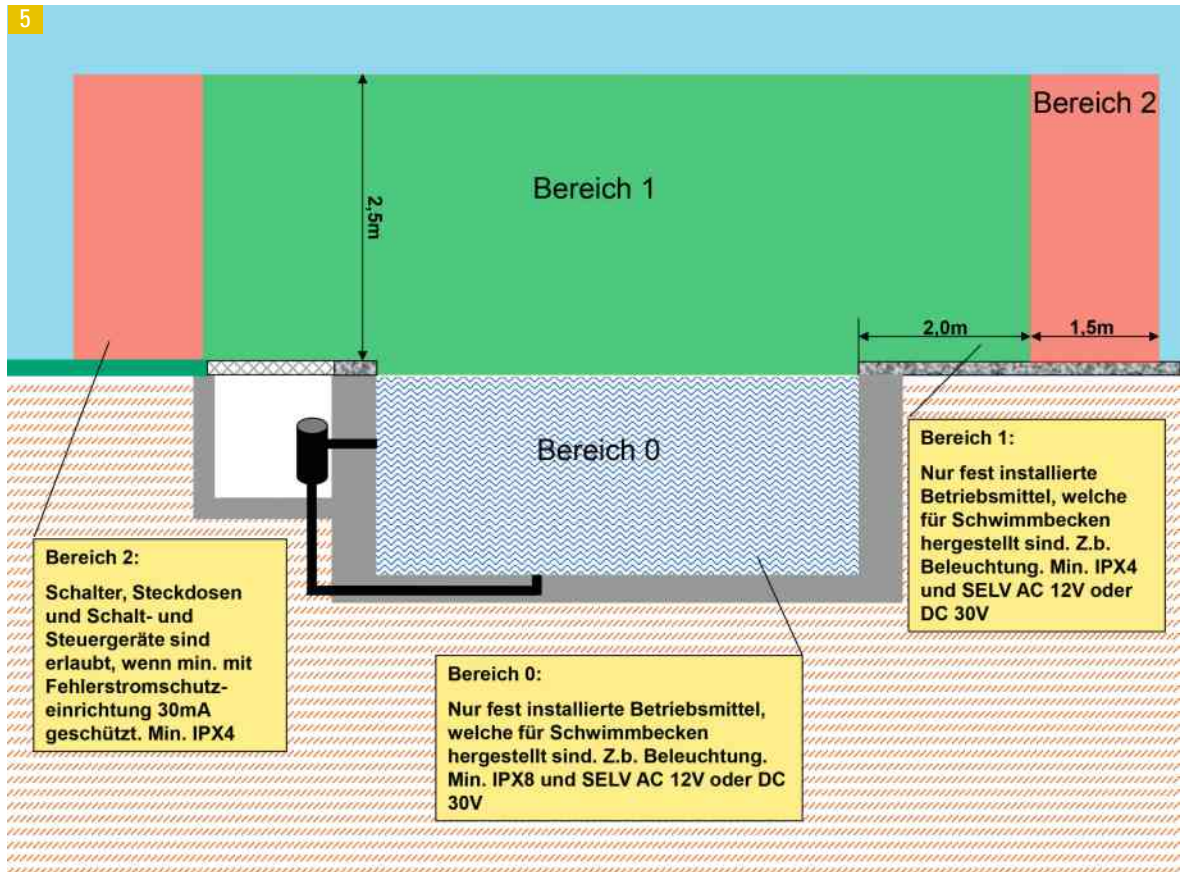 5
Bereich 2
Bereich 1
2,5m
2,0m
1,5m
Bereich 0
Bereich 1:
Nur fest installierte
Betriebsmittel, welche
für Schwimmbecken
hergestellt sind. Z.b.
Beleuchtung. Min. IPX4
und SELV AC 12V oder
DC 30V
Bereich 2:
Schalter, Steckdosen
und Schalt- und
Steuergeräte sind
erlaubt, wenn min. mit
Fehlerstromschutz-
einrichtung 30mA
geschützt. Min. IPX4
Bereich 0:
Nur fest installierte Betriebsmittel,
welche für Schwimmbecken
hergestellt sind. Z.b. Beleuchtung.
Min. IPX8 und SELV AC 12V oder DC
30V